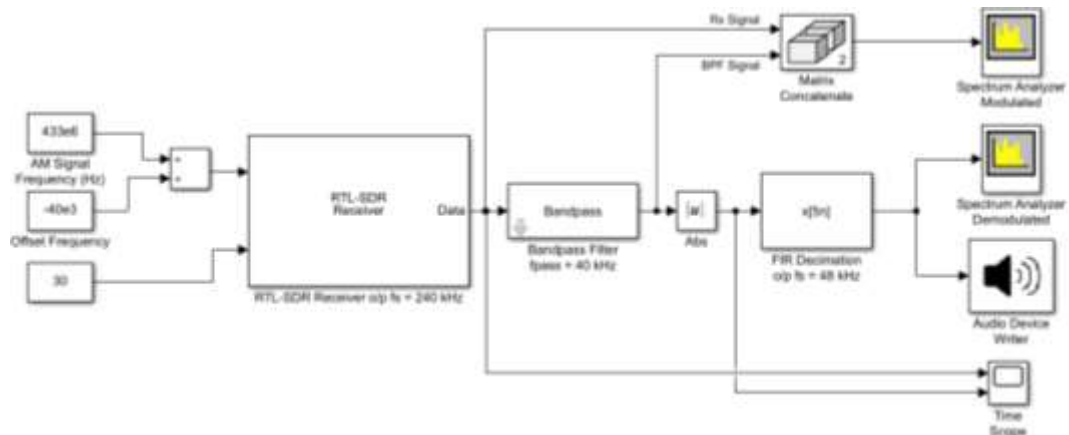 Rx Signal
BPF Signal
2
Matrix
Concatenate
Spectrum Analyzer
Modulated
433e6
AM Signal
Frequency (Hz)
-40e3
Offset Frequency
30
RTL-SDR
Receiver
Data
RTL-SDR Receiver o/p fs = 240 kHz
Bandpass
Bandpass Filter
fpass = 40 kHz
|u|
Abs
x[5n]
FIR Decimation
o/p fs = 48 kHz
Spectrum Analyzer
Demodulated
Audio Device
Writer
Time
Scope